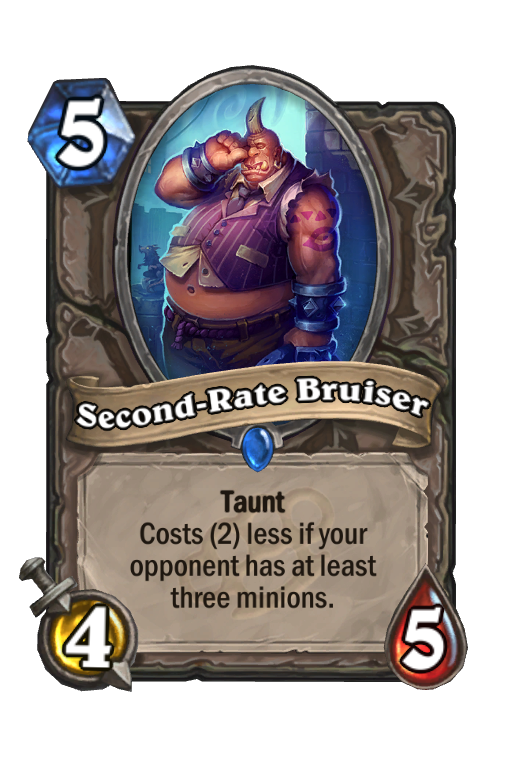 5
Second-Rate Bruiser
Taunt
Costs (2) less if your
opponent has at least
three minions.
4
5